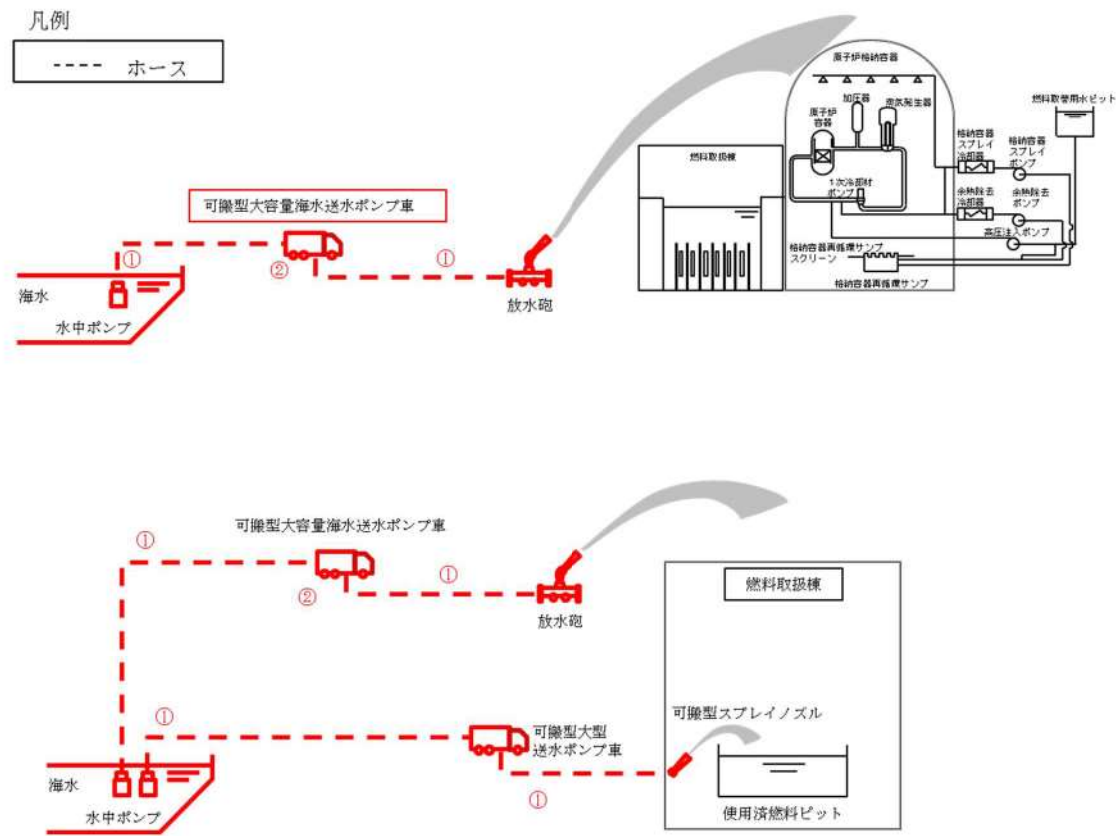 凡例
---- ホース
可搬型大容量海水送水ポンプ車
①
②
①
海水
水中ポンプ
放水砲
原子炉格納容器
加圧器
蒸気発生器
原子炉
容器
1次冷却材
ポンプ
燃料取扱棟
燃料取替用水ピット
格納容器
スプレイ
冷却器
格納容器
スプレイ
ポンプ
余熱除去
冷却器
余熱除去
ポンプ
高圧注入ポンプ
格納容器再循環サンプ
スクリーン
格納容器再循環サンプ
可搬型大容量海水送水ポンプ車
①
②
①
放水砲
燃料取扱棟
①
可搬型大型
送水ポンプ車
①
可搬型スプレイノズル
海水
水中ポンプ
使用済燃料ピット